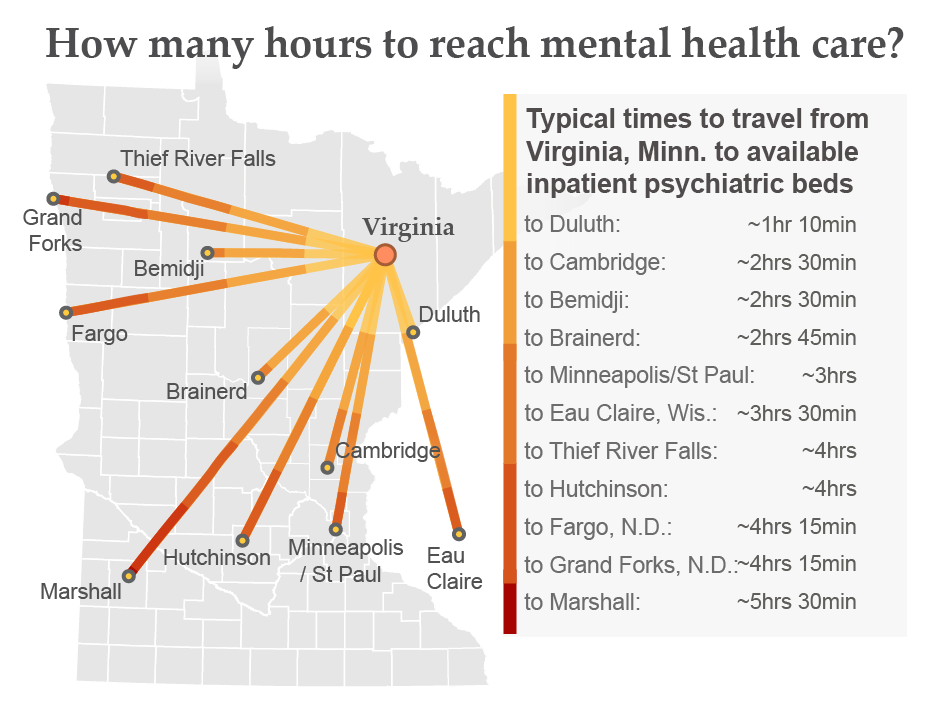 How many hours to reach mental health care?
Thief River Falls
Grand
Forks
Virginia
Bemidji
Duluth
Fargo
Brainerd
Cambridge
Hutchinson
Minneapolis
/ St Paul
Eau
Claire
Marshall
Typical times to travel from
Virginia, Minn. to available
inpatient psychiatric beds
to Duluth: ~1hr 10min
to Cambridge: ~2hrs 30min
to Bemidji: ~2hrs 30min
to Brainerd: ~2hrs 45min
to Minneapolis/St Paul: ~3hrs
to Eau Claire, Wis.: ~3hrs 30min
to Thief River Falls: ~4hrs
to Hutchinson: ~4hrs
to Fargo, N.D.: ~4hrs 15min
to Grand Forks, N.D.:~4hrs 15min
to Marshall: ~5hrs 30min